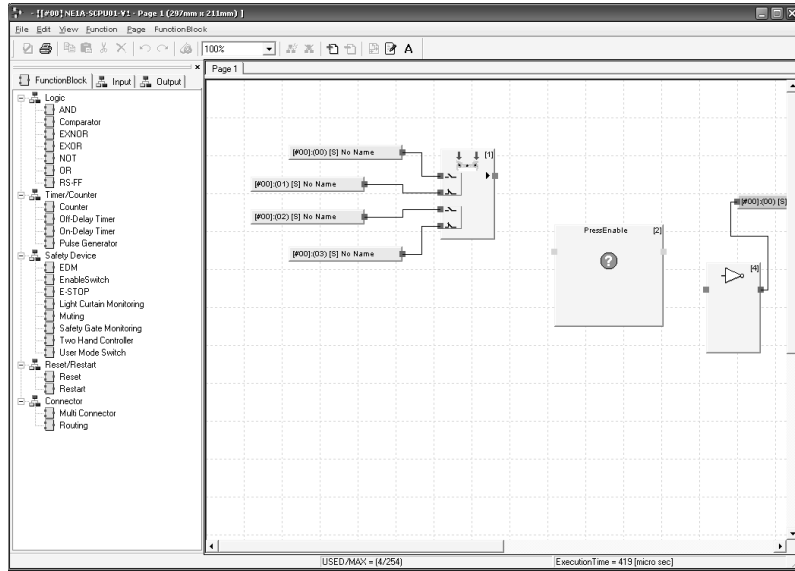 - [[#00] NE1A-SCPU01-V1 - Page 1 (297mm x 211mm) ]
File Edit View Function Page FunctionBlock
100%
A
FunctionBlock Input Output
Logic
AND
Comparator
EXNOR
EXOR
NOT
OR
RS-FF
Timer/Counter
Counter
Off-Delay Timer
On-Delay Timer
Pulse Generator
Safety Device
EDM
EnableSwitch
E-STOP
Light Curtain Monitoring
Muting
Safety Gate Monitoring
Two Hand Controller
User Mode Switch
Reset/Restart
Reset
Restart
Connector
Multi Connector
Routing
Page 1
[#00]:(00) [S] No Name
[#00]:(01) [S] No Name
[#00]:(02) [S] No Name
[#00]:(03) [S] No Name
[1]
PressEnable [2]
?
[#00]:(00) [S]
[4]
USED/MAX = (4/254)
ExecutionTime = 419 [micro sec]